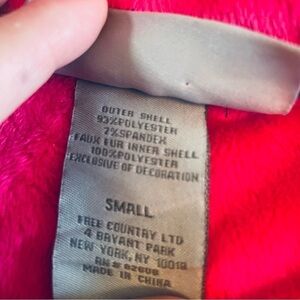 OUTER SHELL
93%POLYESTER
7%SPANDEX
FAUX FUR INNER SHELL
100%POLYESTER
EXCLUSIVE OF DECORATION
SMALL
FREE COUNTRY LTD
4 BRYANT PARK
NEW YORK, NY 10018
RN #
MADE IN CHINA